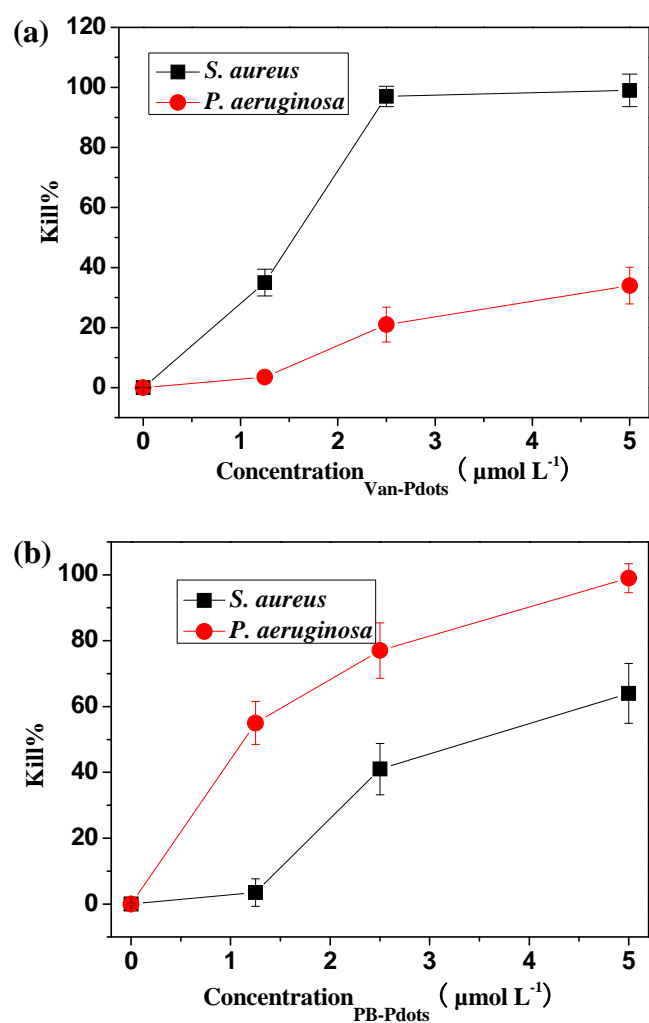 (a)
120
100
80
60
40
20
0
Kill%
S. aureus
P. aeruginosa
0 1 2 3 4 5
Concentration Van-Pdots ( µmol L-1 )
(b)
100
80
60
40
20
0
Kill%
S. aureus
P. aeruginosa
0 1 2 3 4 5
Concentration PB-Pdots ( µmol L-1 )